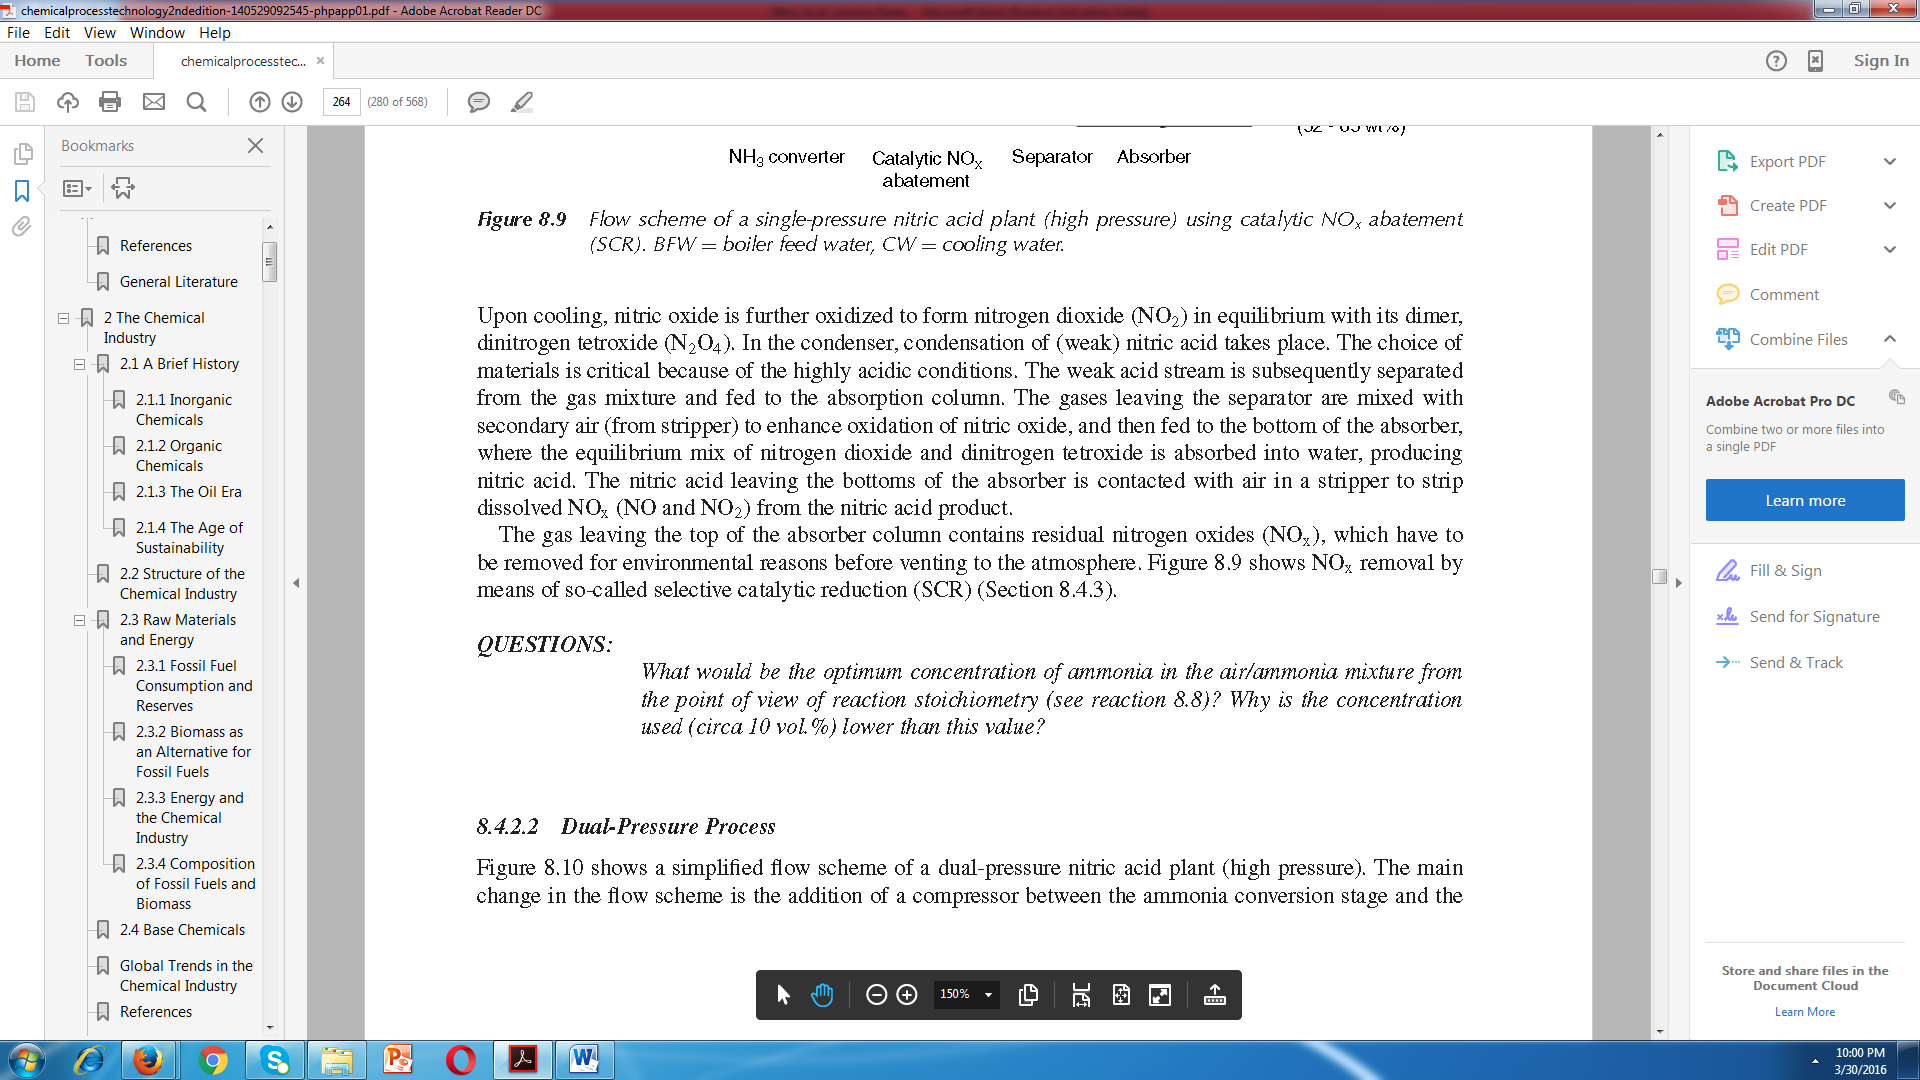 chemicalprocesstechnology2ndedition-140529092545-phpapp01.pdf - Adobe Acrobat Reader DC
File Edit View Window Help
Home Tools chemicalprocesstec... × Sign In
264 (280 of 568)
Bookmarks
References
General Literature
2 The Chemical
Industry
2.1 A Brief History
2.1.1 Inorganic
Chemicals
2.1.2 Organic
Chemicals
2.1.3 The Oil Era
2.1.4 The Age of
Sustainability
2.2 Structure of the
Chemical Industry
2.3 Raw Materials
and Energy
2.3.1 Fossil Fuel
Consumption and
Reserves
2.3.2 Biomass as
an Alternative for
Fossil Fuels
2.3.3 Energy and
the Chemical
Industry
2.3.4 Composition
of Fossil Fuels and
Biomass
2.4 Base Chemicals
Global Trends in the
Chemical Industry
References
NH3 converter Catalytic NOx Separator Absorber
abatement
Figure 8.9 Flow scheme of a single-pressure nitric acid plant (high pressure) using catalytic NOx abatement
(SCR). BFW = boiler feed water, CW = cooling water.
Upon cooling, nitric oxide is further oxidized to form nitrogen dioxide (NO2) in equilibrium with its dimer,
dinitrogen tetroxide (N2O4). In the condenser, condensation of (weak) nitric acid takes place. The choice of
materials is critical because of the highly acidic conditions. The weak acid stream is subsequently separated
from the gas mixture and fed to the absorption column. The gases leaving the separator are mixed with
secondary air (from stripper) to enhance oxidation of nitric oxide, and then fed to the bottom of the absorber,
where the equilibrium mix of nitrogen dioxide and dinitrogen tetroxide is absorbed into water, producing
nitric acid. The nitric acid leaving the bottoms of the absorber is contacted with air in a stripper to strip
dissolved NOx (NO and NO2) from the nitric acid product.
The gas leaving the top of the absorber column contains residual nitrogen oxides (NOx), which have to
be removed for environmental reasons before venting to the atmosphere. Figure 8.9 shows NOx removal by
means of so-called selective catalytic reduction (SCR) (Section 8.4.3).
QUESTIONS:
What would be the optimum concentration of ammonia in the air/ammonia mixture from
the point of view of reaction stoichiometry (see reaction 8.8)? Why is the concentration
used (circa 10 vol.%) lower than this value?
8.4.2.2 Dual-Pressure Process
Figure 8.10 shows a simplified flow scheme of a dual-pressure nitric acid plant (high pressure). The main
change in the flow scheme is the addition of a compressor between the ammonia conversion stage and the
150%
Export PDF
Create PDF
Edit PDF
Comment
Combine Files
Adobe Acrobat Pro DC
Combine two or more files into
a single PDF
Learn more
Fill & Sign
Send for Signature
Send & Track
Store and share files in the
Document Cloud
Learn More
10:00 PM
3/30/2016